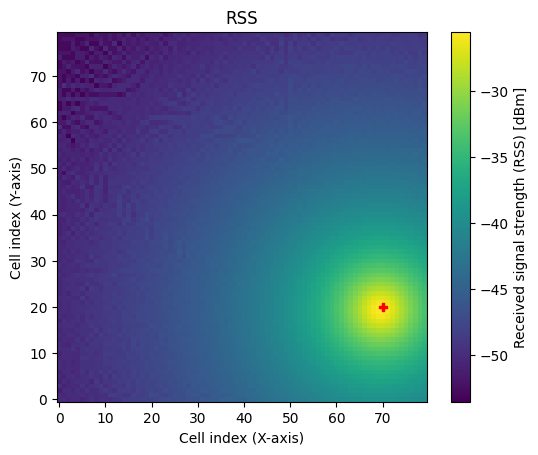 RSS
70
60
50
40
30
20
10
0
Cell index (Y-axis)
0 10 20 30 40 50 60 70
Cell index (X-axis)
−30
−35
−40
−45
−50
Received signal strength (RSS) [dBm]